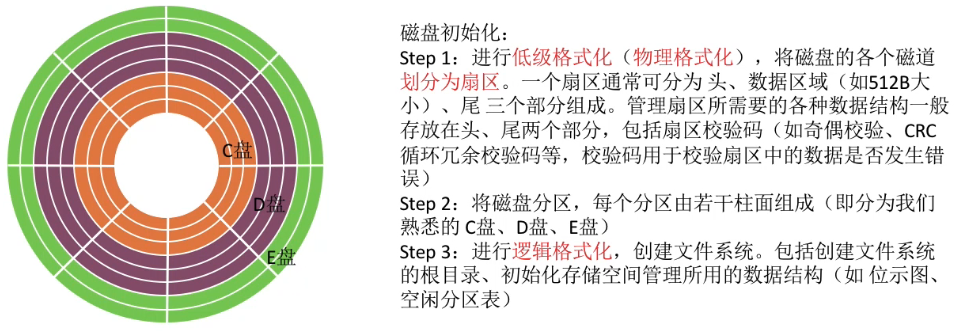 C盘
D盘
E盘
磁盘初始化：
Step 1：进行低级格式化（物理格式化），将磁盘的各个磁道
划分为扇区。一个扇区通常可分为 头、数据区域（如512B大
小）、尾 三个部分组成。管理扇区所需要的各种数据结构一般
存放在头、尾两个部分，包括扇区校验码（如奇偶校验、CRC
循环冗余校验码等，校验码用于校验扇区中的数据是否发生错
误）
Step 2：将磁盘分区，每个分区由若干柱面组成（即分为我们
熟悉的 C盘、D盘、E盘）
Step 3：进行逻辑格式化，创建文件系统。包括创建文件系统
的根目录、初始化存储空间管理所用的数据结构（如 位示图、
空闲分区表）